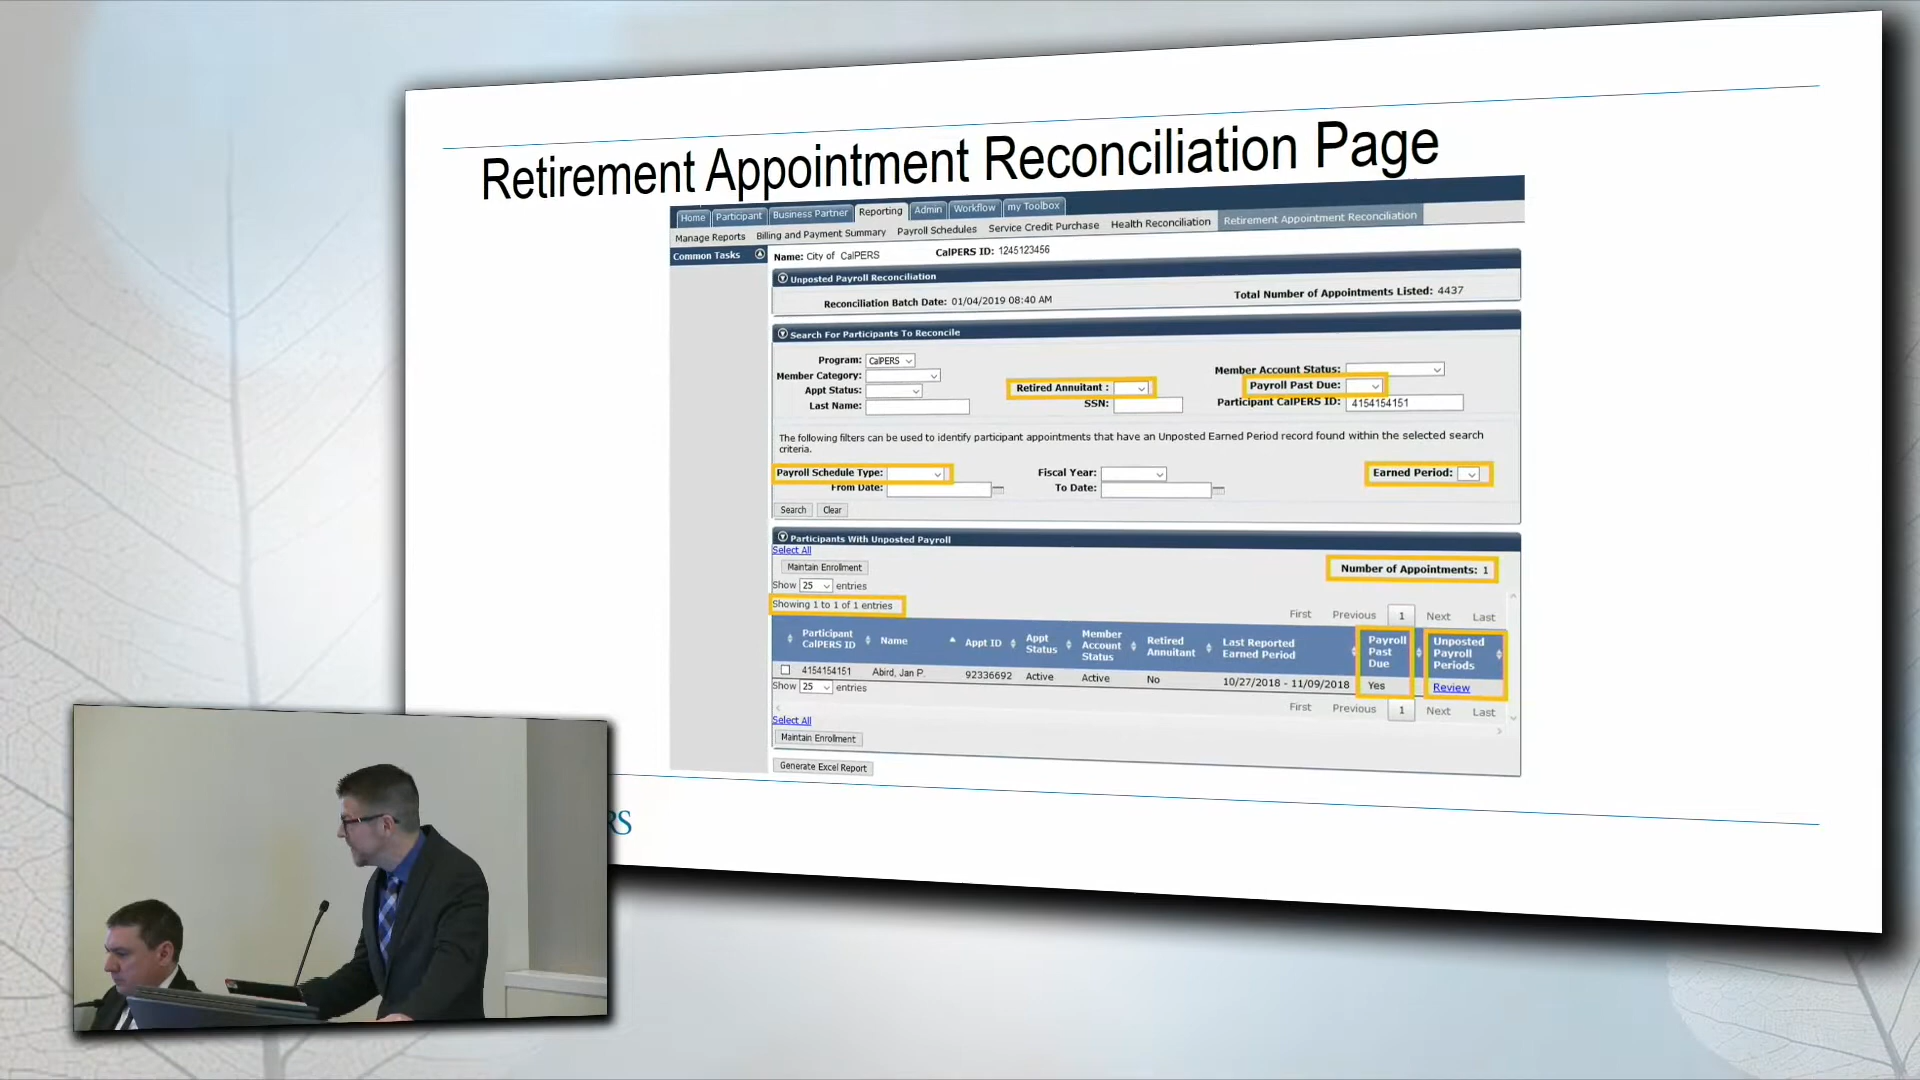 Retirement Appointment Reconciliation Page
Home Participant Business Partner Reporting Admin Workflow my Toolbox
Manage Reports Billing and Payment Summary Payroll Schedules Service Credit Purchase Health Reconciliation Retirement Appointment Reconciliation
Common Tasks
Name: City of CalPERS CalPERS ID: 1245123456
Unposted Payroll Reconciliation
Reconciliation Batch Date: 01/04/2019 08:40 AM Total Number of Appointments Listed: 4437
Search For Participants To Reconcile
Program: CalPERS
Member Category: Member Account Status:
Appt Status: Retired Annuitant : Payroll Past Due:
Last Name: SSN: Participant CalPERS ID: 4154154151
The following filters can be used to identify participant appointments that have an Unposted Earned Period record found within the selected search
criteria.
Payroll Schedule Type: Fiscal Year: Earned Period:
From Date: To Date:
Search Clear
Participants With Unposted Payroll
Select All
Maintain Enrollment Number of Appointments: 1
Show 25 entries
Showing 1 to 1 of 1 entries
First Previous 1 Next Last
Participant CalPERS ID Name Appt ID Appt Status Member Account Status Retired Annuitant Last Reported Earned Period Payroll Past Due Unposted Payroll Periods
4154154151 Abird, Jan P. 92336692 Active Active No 10/27/2018 - 11/09/2018 Yes Review
Show 25 entries
First Previous 1 Next Last
Select All
Maintain Enrollment
Generate Excel Report
RS